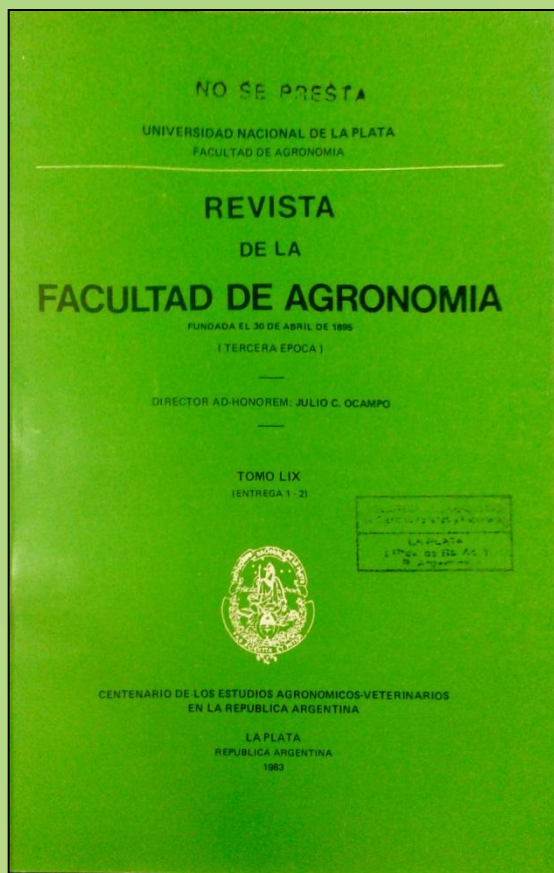 NO SE PRESTA
UNIVERSIDAD NACIONAL DE LA PLATA
FACULTAD DE AGRONOMIA
REVISTA
DE LA
FACULTAD DE AGRONOMIA
FUNDADA EL 30 DE ABRIL DE 1895
(TERCERA EPOCA)
DIRECTOR AD-HONOREM: JULIO C. OCAMPO
TOMO LIX
(ENTREGA 1 - 2)
LA PLATA
CENTENARIO DE LOS ESTUDIOS AGRONOMICOS-VETERINARIOS
EN LA REPUBLICA ARGENTINA
LA PLATA
REPUBLICA ARGENTINA
1983